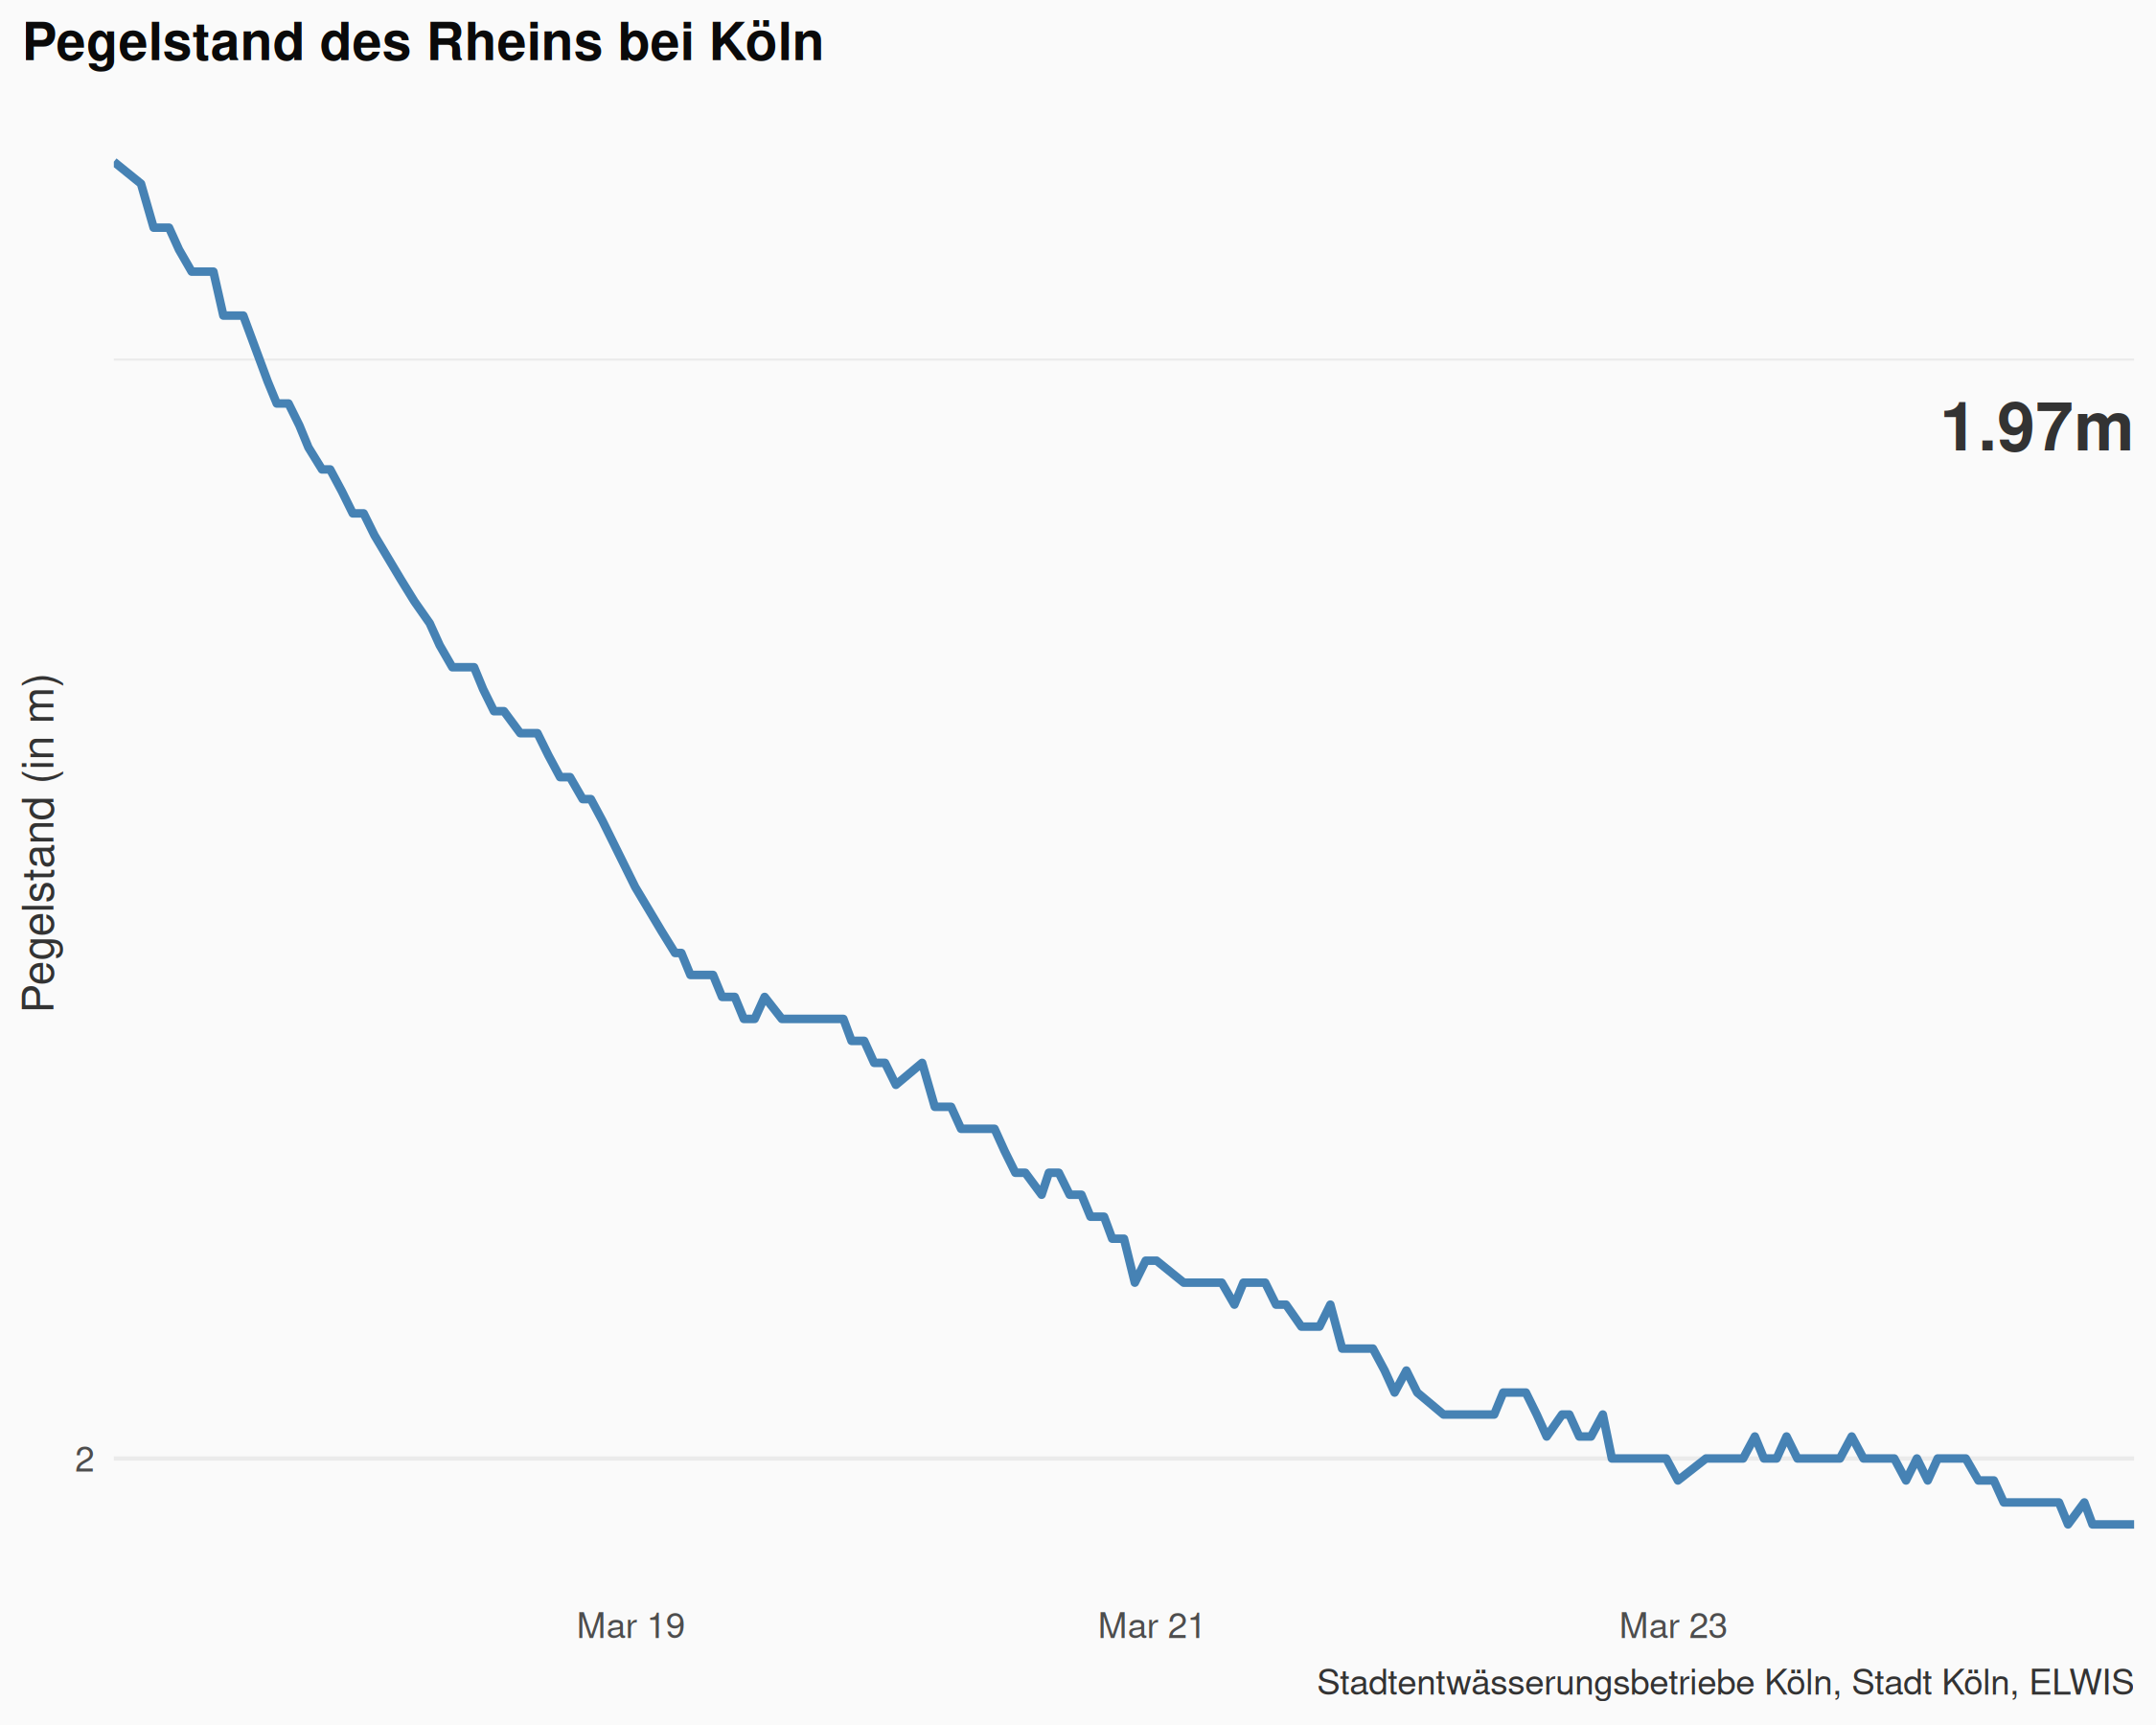 Pegelstand des Rheins bei Köln
1.97m
Pegelstand (in m)
2
Mar 19
Mar 21
Mar 23
Stadtentwässerungsbetriebe Köln, Stadt Köln, ELWIS